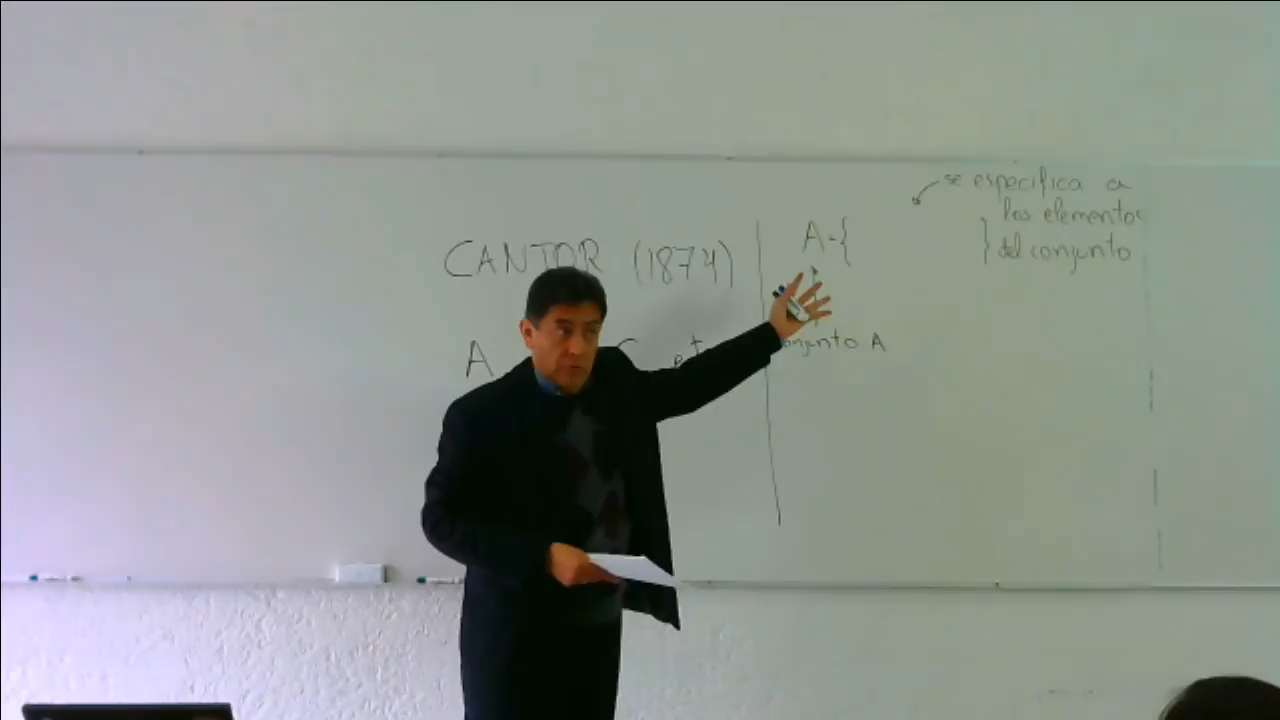 CANTOR (1874)
A
A={ }
se especifica a
los elementos
del conjunto
conjunto A